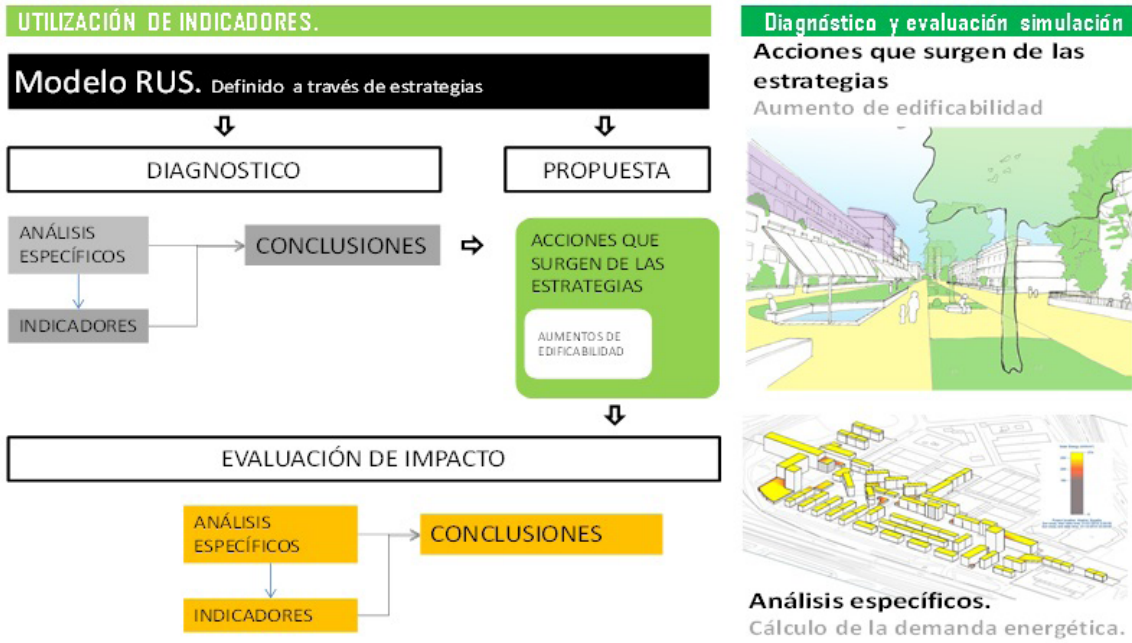 UTILIZACIÓN DE INDICADORES.
Modelo RUS. Definido a través de estrategias
DIAGNOSTICO
PROPUESTA
ANÁLISIS
ESPECÍFICOS
CONCLUSIONES
INDICADORES
ACCIONES QUE
SURGEN DE LAS
ESTRATEGIAS
AUMENTOS DE
EDIFICABILIDAD
EVALUACIÓN DE IMPACTO
ANÁLISIS
ESPECÍFICOS
CONCLUSIONES
INDICADORES
Diagnóstico y evaluación simulación
Acciones que surgen de las
estrategias
Aumento de edificabilidad
Análisis específicos.
Cálculo de la demanda energética.